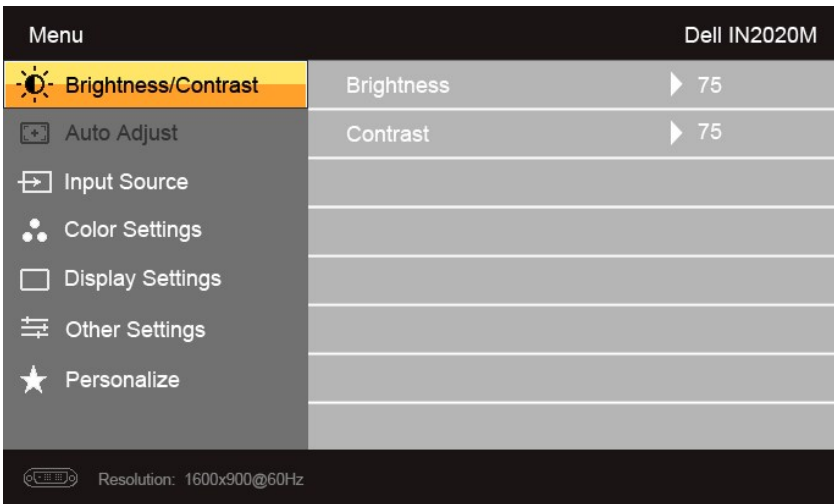 Menu Dell IN2020M
Brightness/Contrast Brightness 75
Auto Adjust Contrast 75
Input Source
Color Settings
Display Settings
Other Settings
Personalize
Resolution: 1600x900@60Hz